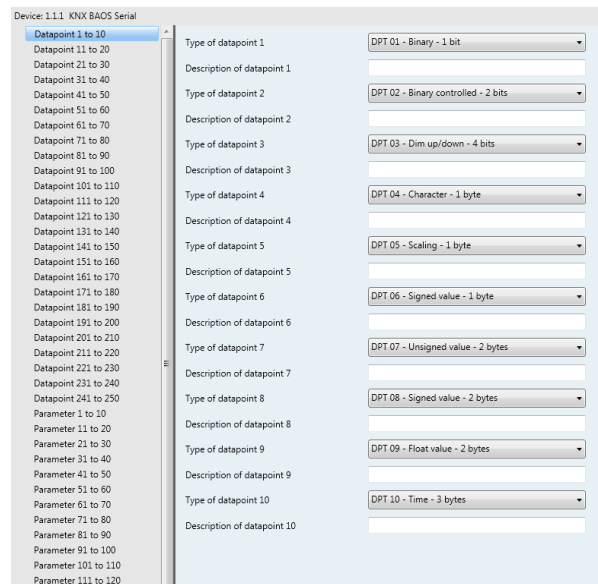 Device: 1.1.1 KNX BAOS Serial
Datapoint 1 to 10
Datapoint 11 to 20
Datapoint 21 to 30
Datapoint 31 to 40
Datapoint 41 to 50
Datapoint 51 to 60
Datapoint 61 to 70
Datapoint 71 to 80
Datapoint 81 to 90
Datapoint 91 to 100
Datapoint 101 to 110
Datapoint 111 to 120
Datapoint 121 to 130
Datapoint 131 to 140
Datapoint 141 to 150
Datapoint 151 to 160
Datapoint 161 to 170
Datapoint 171 to 180
Datapoint 181 to 190
Datapoint 191 to 200
Datapoint 201 to 210
Datapoint 211 to 220
Datapoint 221 to 230
Datapoint 231 to 240
Datapoint 241 to 250
Parameter 1 to 10
Parameter 11 to 20
Parameter 21 to 30
Parameter 31 to 40
Parameter 41 to 50
Parameter 51 to 60
Parameter 61 to 70
Parameter 71 to 80
Parameter 81 to 90
Parameter 91 to 100
Parameter 101 to 110
Parameter 111 to 120
Type of datapoint 1 DPT 01 - Binary - 1 bit
Description of datapoint 1
Type of datapoint 2 DPT 02 - Binary controlled - 2 bits
Description of datapoint 2
Type of datapoint 3 DPT 03 - Dim up/down - 4 bits
Description of datapoint 3
Type of datapoint 4 DPT 04 - Character - 1 byte
Description of datapoint 4
Type of datapoint 5 DPT 05 - Scaling - 1 byte
Description of datapoint 5
Type of datapoint 6 DPT 06 - Signed value - 1 byte
Description of datapoint 6
Type of datapoint 7 DPT 07 - Unsigned value - 2 bytes
Description of datapoint 7
Type of datapoint 8 DPT 08 - Signed value - 2 bytes
Description of datapoint 8
Type of datapoint 9 DPT 09 - Float value - 2 bytes
Description of datapoint 9
Type of datapoint 10 DPT 10 - Time - 3 bytes
Description of datapoint 10